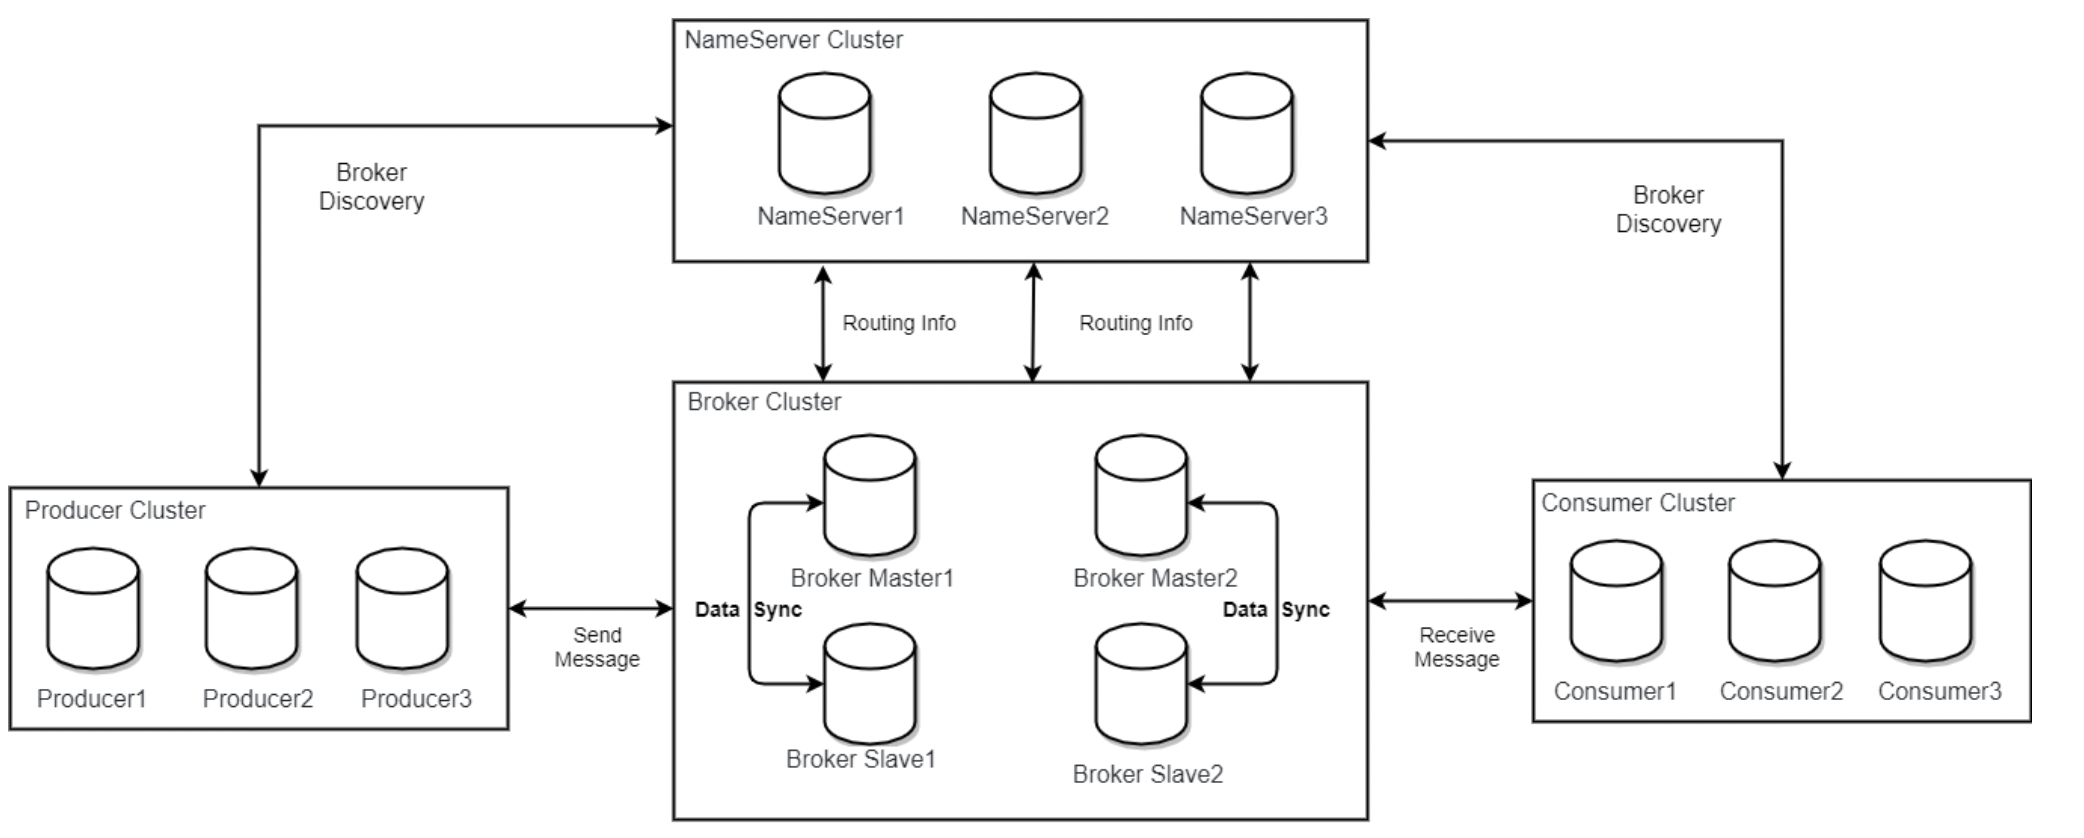 NameServer Cluster
NameServer1
NameServer2
NameServer3
Broker
Discovery
Broker
Discovery
Routing Info
Routing Info
Broker Cluster
Broker Master1
Broker Master2
Data Sync
Data Sync
Broker Slave1
Broker Slave2
Producer Cluster
Producer1
Producer2
Producer3
Send
Message
Consumer Cluster
Consumer1
Consumer2
Consumer3
Receive
Message